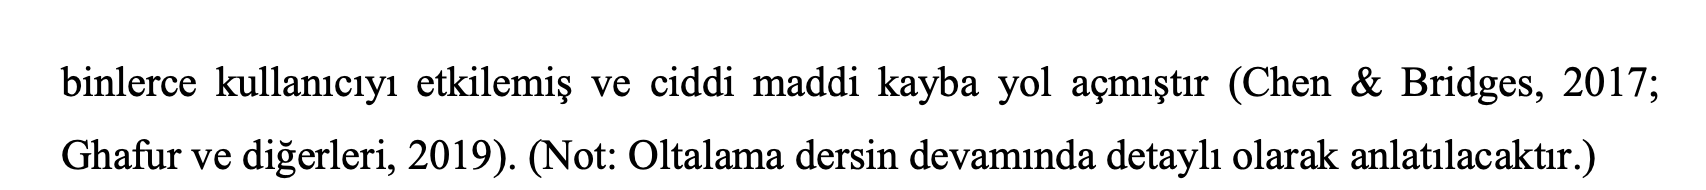 binlerce kullanıcıyı etkilemiş ve ciddi maddi kayba yol açmıştır (Chen & Bridges, 2017;
Ghafur ve diğerleri, 2019). (Not: Oltalama dersin devamında detaylı olarak anlatılacaktır.)